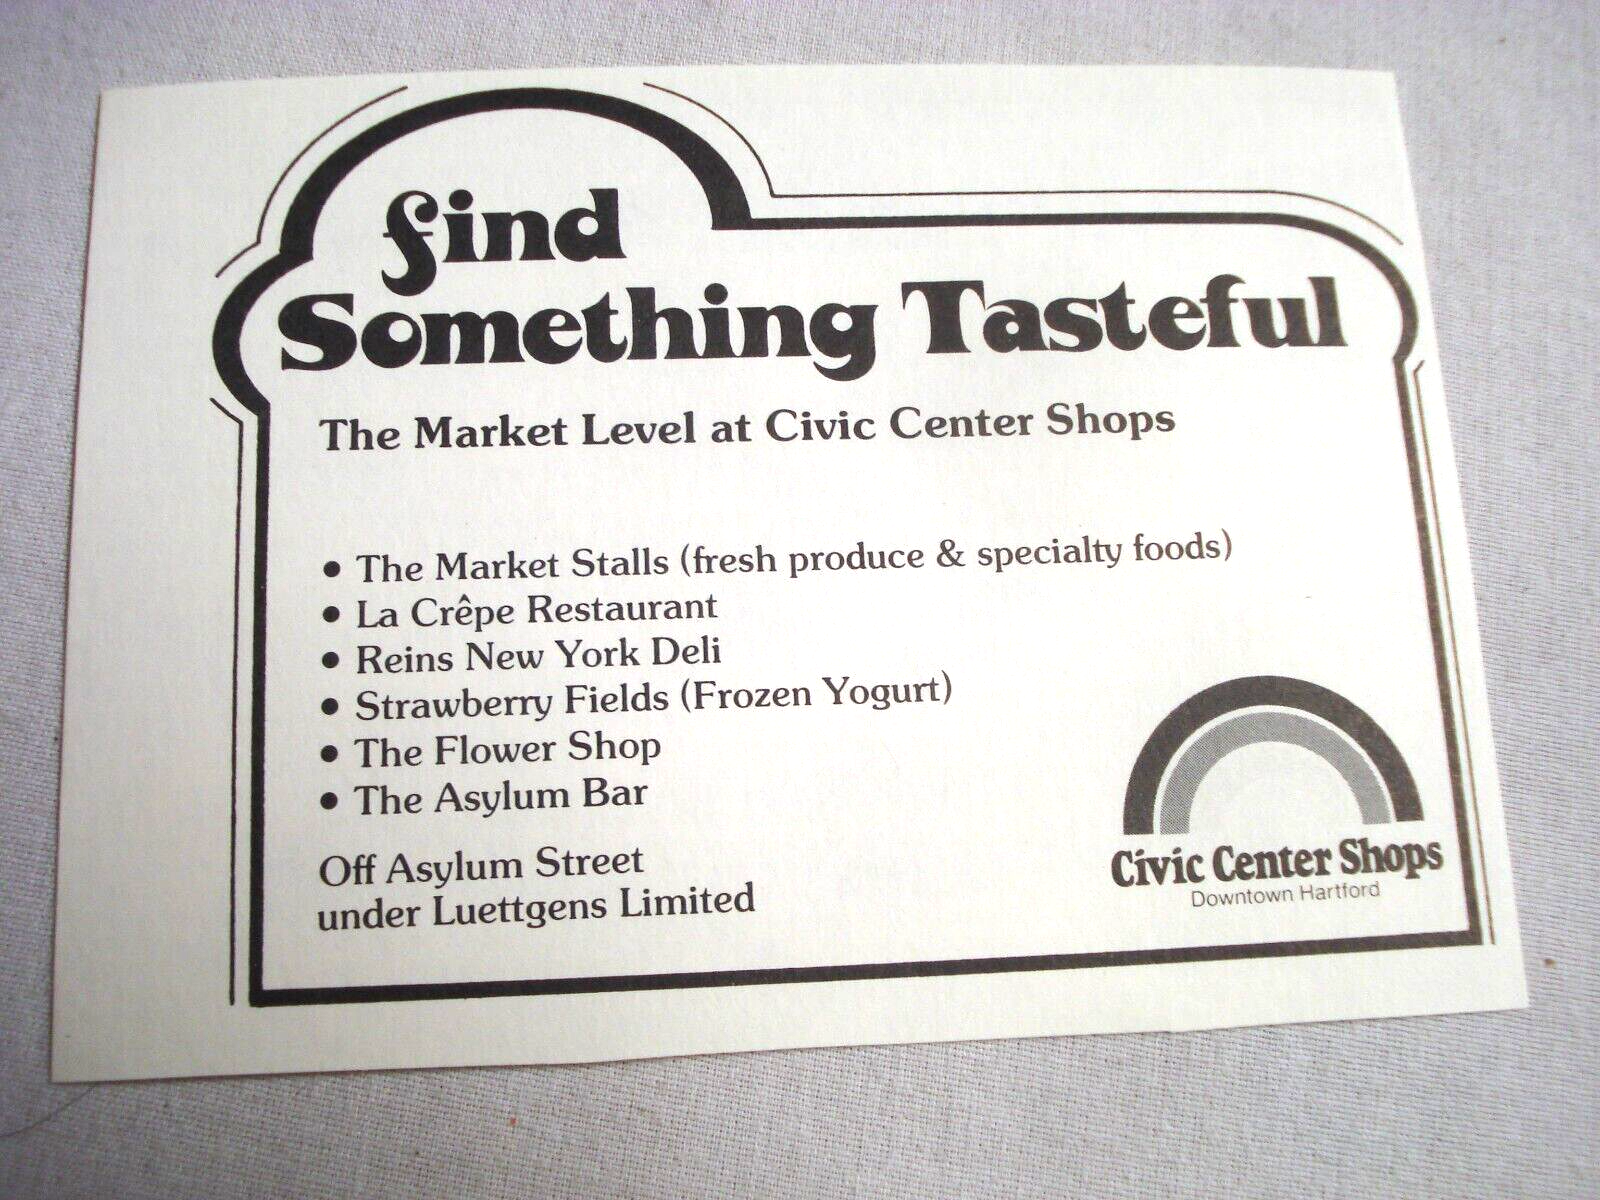 find
Something Tasteful
The Market Level at Civic Center Shops
• The Market Stalls (fresh produce & specialty foods)
• La Crêpe Restaurant
• Reins New York Deli
• Strawberry Fields (Frozen Yogurt)
• The Flower Shop
• The Asylum Bar
Off Asylum Street
under Luettgens Limited
Civic Center Shops
Downtown Hartford